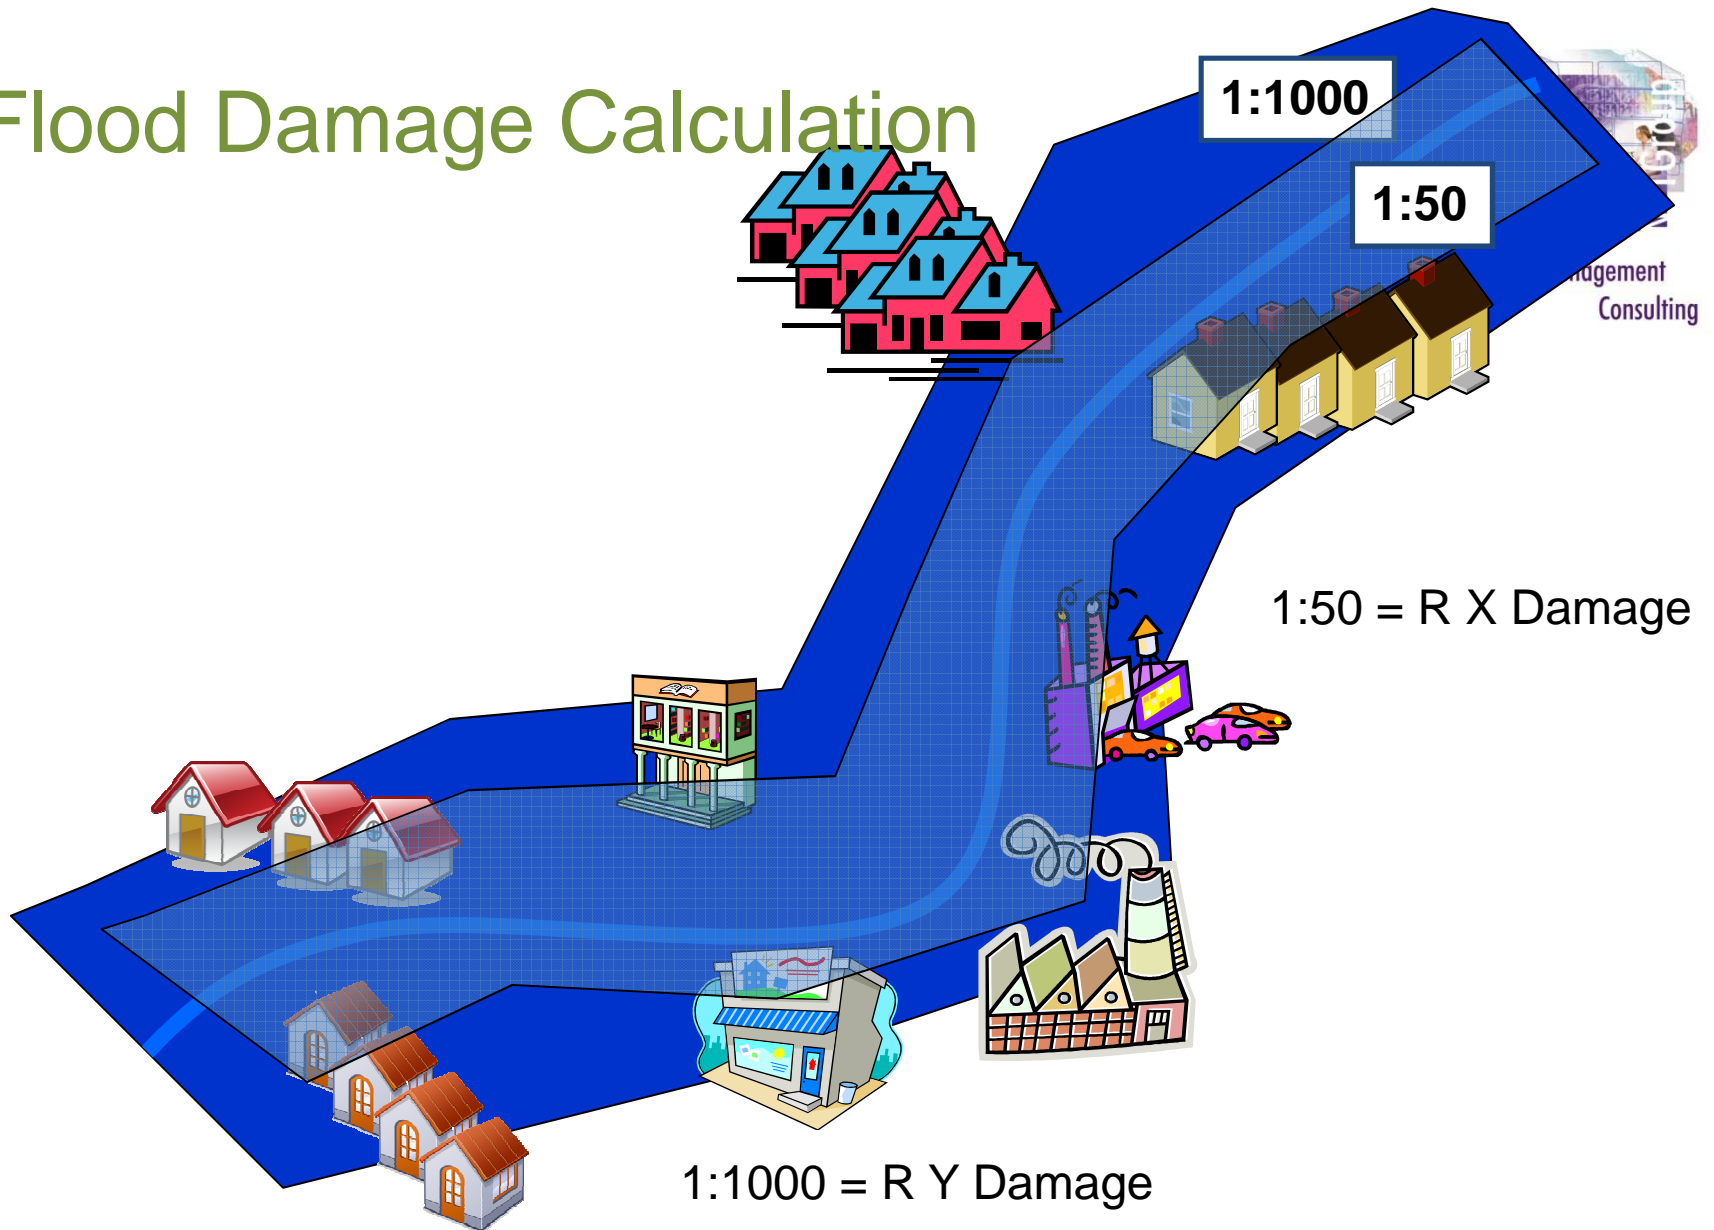 Flood Damage Calculation
1:1000
1:50
Consulting
1:50 = R X Damage
1:1000 = R Y Damage